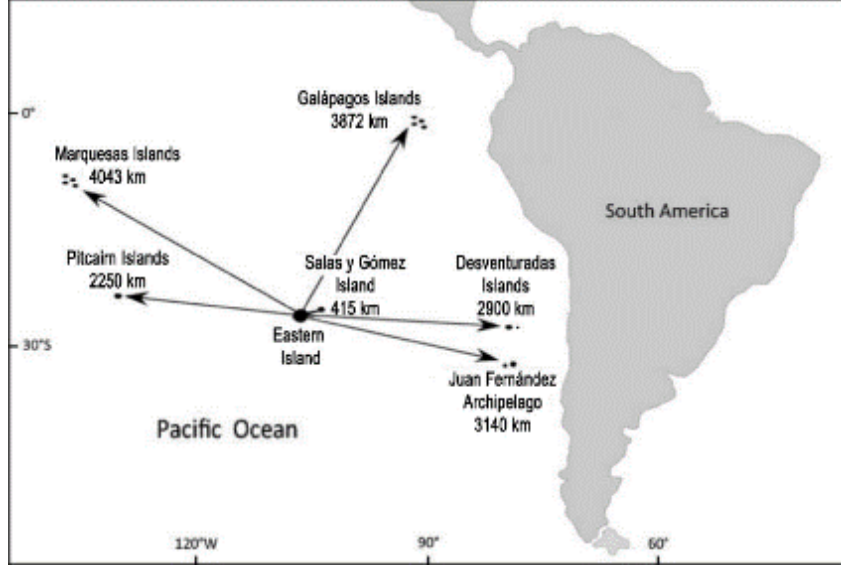 Galápagos Islands
3872 km
0°
Marquesas Islands
4043 km
South America
Pitcairn Islands
2250 km
Salas y Gómez
Island
415 km
Desventuradas
Islands
2900 km
Eastern
Island
30°S
Juan Fernández
Archipelago
3140 km
Pacific Ocean
120°W
90°
60°